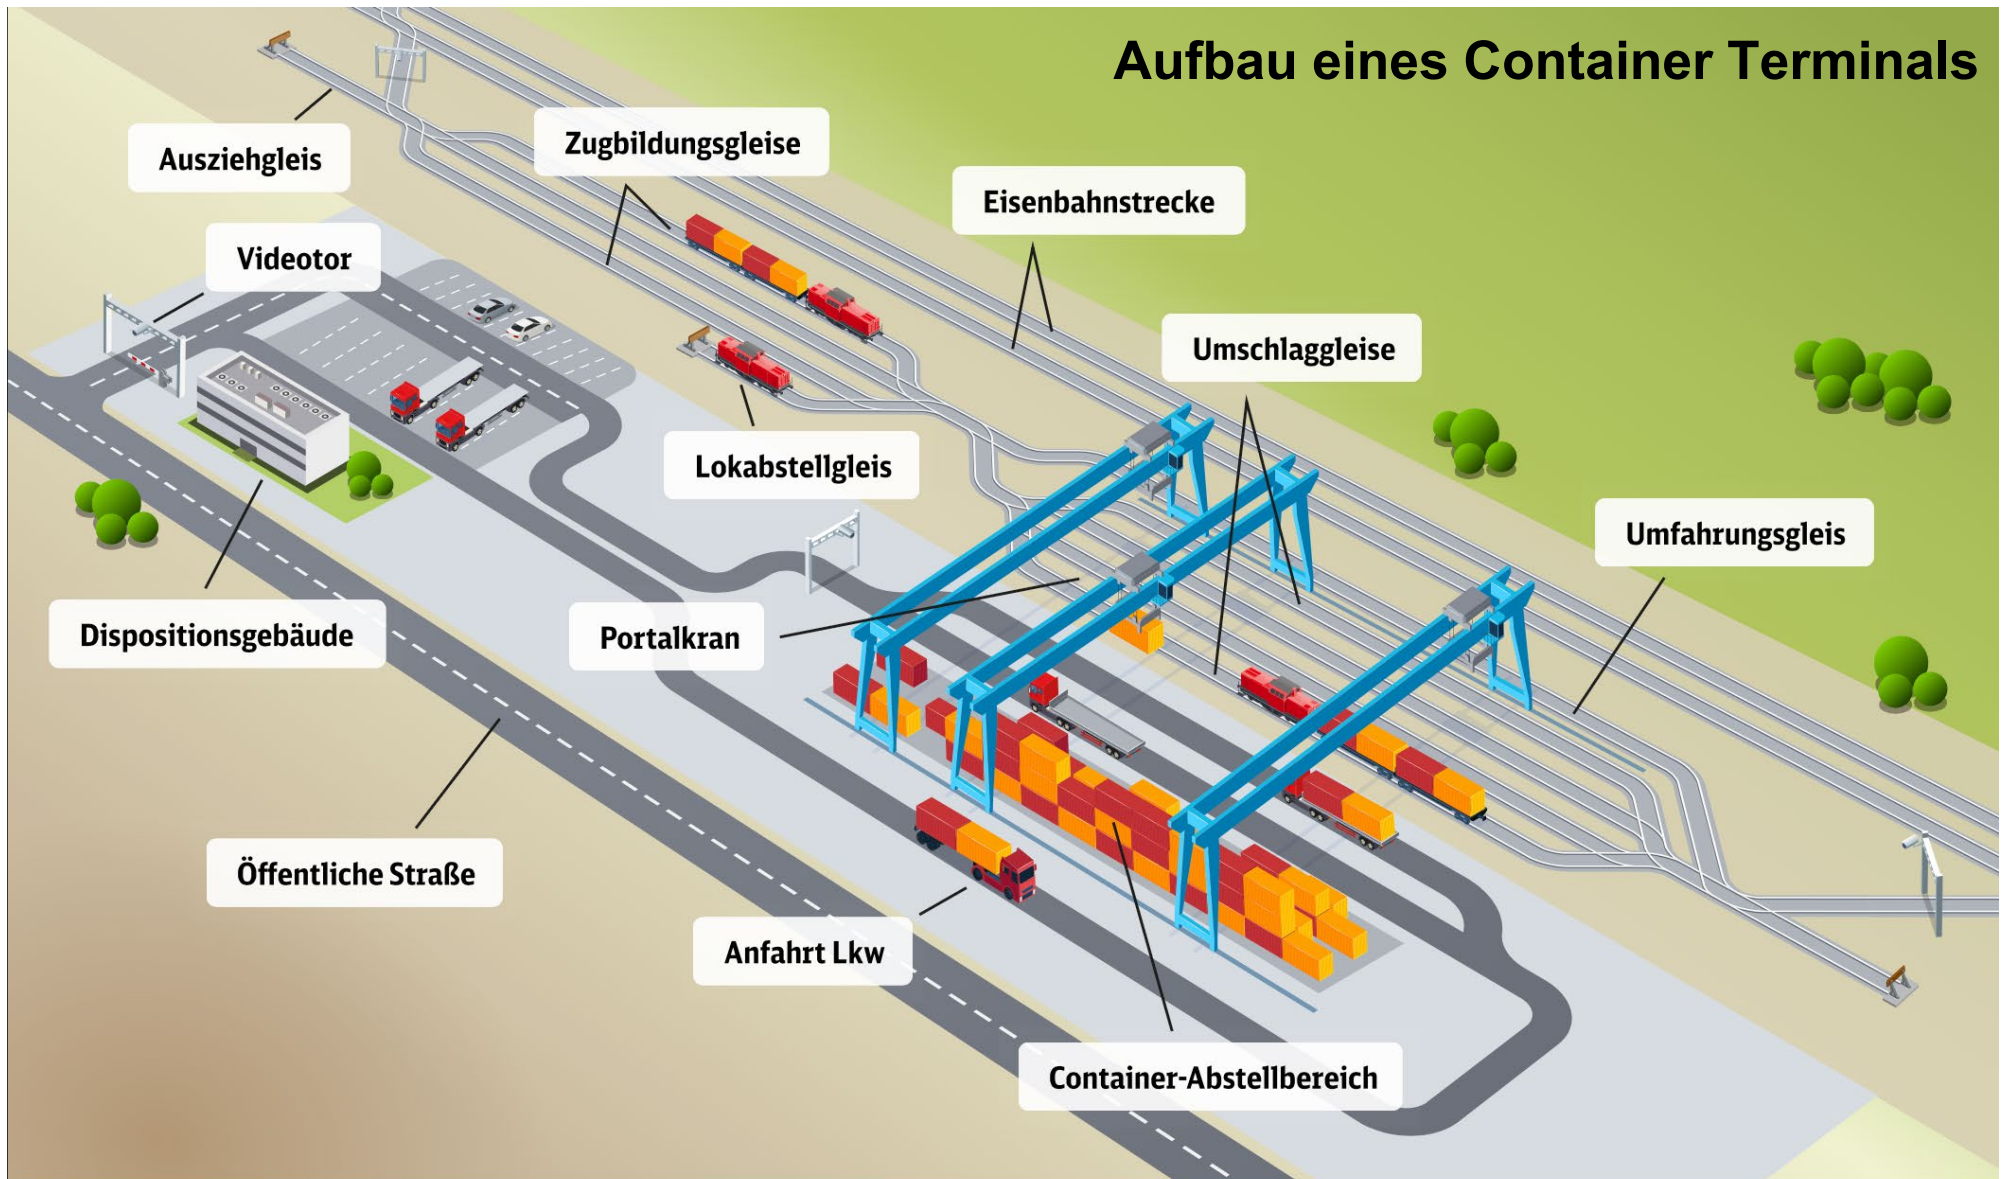 Aufbau eines Container Terminals
Zugbildungsgleise
Ausziehgleis
Eisenbahnstrecke
Videotor
Umschlaggleise
Lokabstellgleis
Umfahrungsgleis
Dispositionsgebäude
Portalkran
Öffentliche Straße
Anfahrt Lkw
Container-Abstellbereich